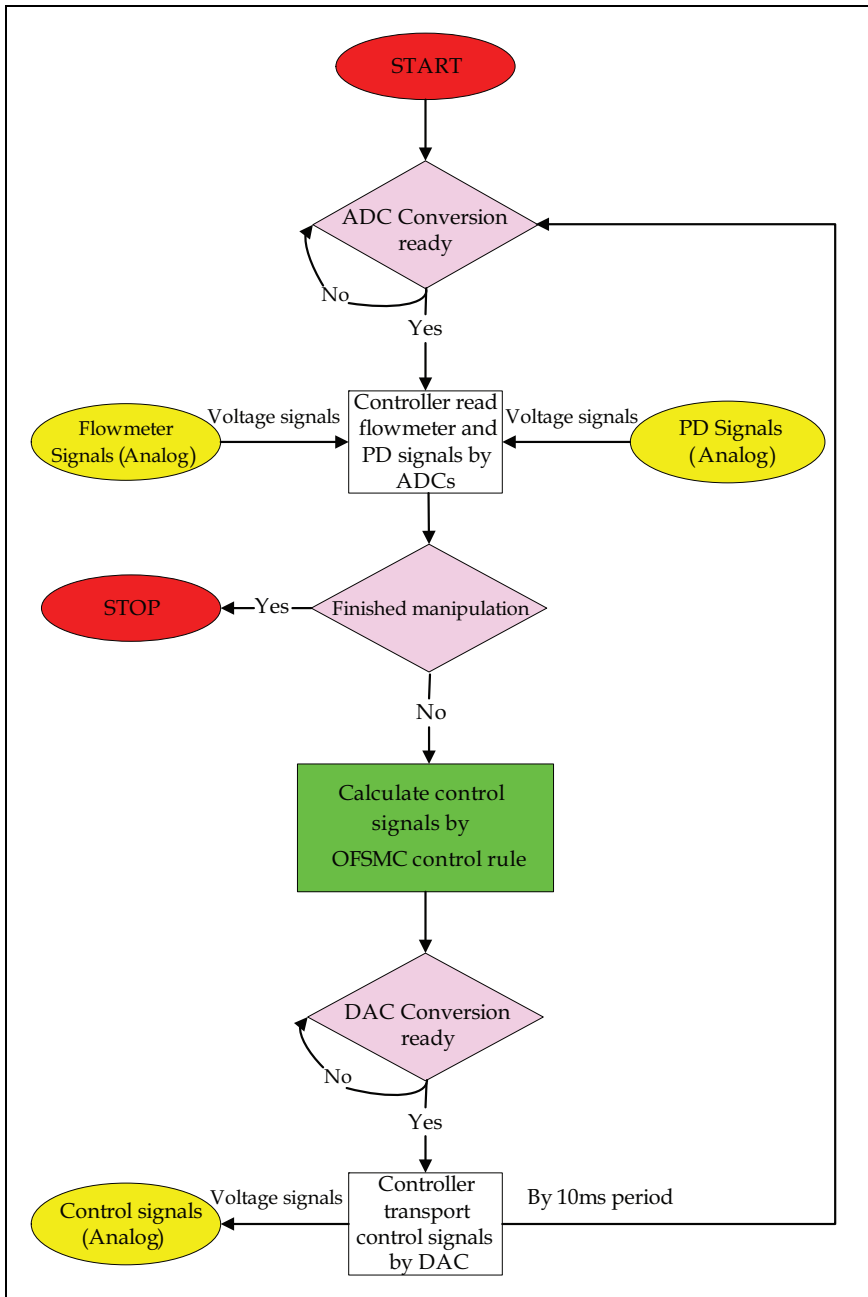 START
ADC Conversion
ready
No
Yes
Flowmeter
Signals (Analog)
Voltage signals
Controller read
flowmeter and
PD signals by
ADCs
Voltage signals
PD Signals
(Analog)
STOP
Yes
Finished manipulation
No
Calculate control
signals by
OFSMC control rule
DAC Conversion
ready
No
Yes
Control signals
(Analog)
Voltage signals
Controller
transport
control signals
by DAC
By 10ms period